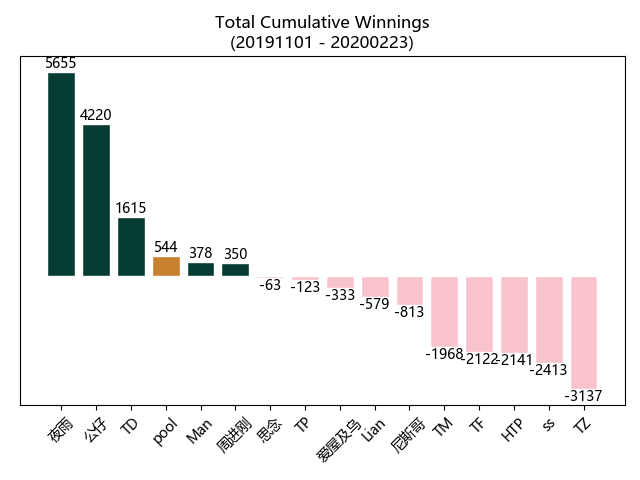 Total Cumulative Winnings
(20191101 - 20200223)
5655
4220
1615
544
378
350
-63
-123
-333
-579
-813
-1968
-2122
-2141
-2413
-3137
夜雨
公仔
TD
pool
Man
周进刚
思念
TP
爱屋及乌
Lian
尼斯哥
TM
TF
HTP
ss
TZ